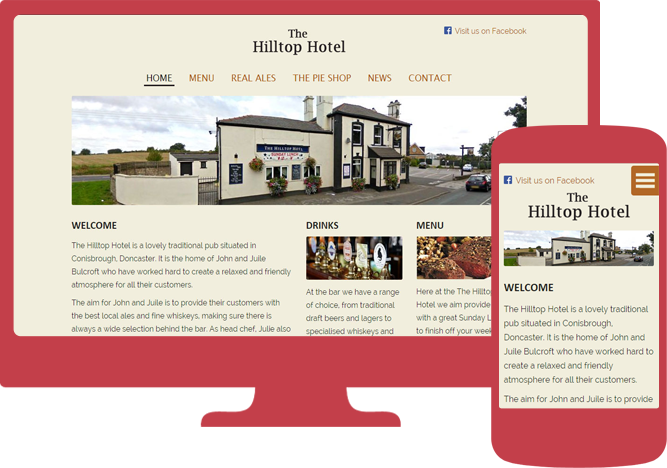 The
Hilltop Hotel
Visit us on Facebook
HOME MENU REAL ALES THE PIE SHOP NEWS CONTACT
THE HILLTOP HOTEL
SUNDAY LUNCH
WELCOME
The Hilltop Hotel is a lovely traditional pub situated in
Conisbrough, Doncaster. It is the home of John and Juile
Bulcroft who have worked hard to create a relaxed and friendly
atmosphere for all their customers.
The aim for John and Juile is to provide their customers with
the best local ales and fine whiskeys, making sure there is
always a wide selection behind the bar. As head chef, Julie also
DRINKS
At the bar we have a range
of choice, from traditional
draft beers and lagers to
specialised whiskeys and
MENU
Here at the The Hillto
Hotel we aim provide
with a great Sunday L
to finish off your week
Visit us on Facebook
The
Hilltop Hotel
WELCOME
The Hilltop Hotel is a lovely traditional
pub situated in Conisbrough,
Doncaster. It is the home of John and
Juile Bulcroft who have worked hard to
create a relaxed and friendly
atmosphere for all their customers.
The aim for John and Juile is to provide